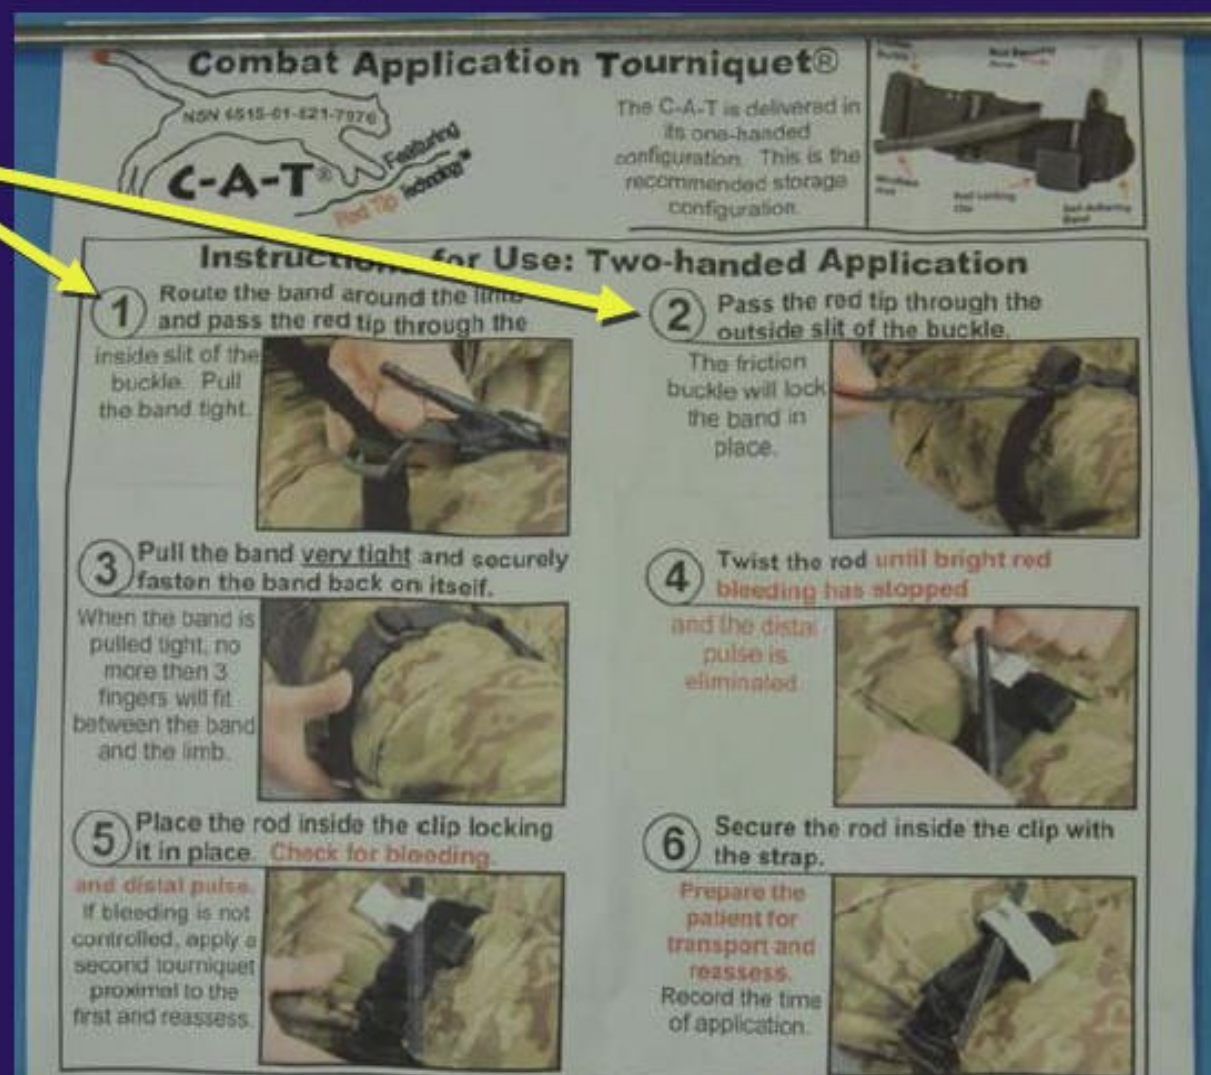 Combat Application Tourniquet®
NSN 6515-01-521-7976
C-A-T®
Featuring
Red Tip Technology™
The C-A-T is delivered in
its one-handed
configuration. This is the
recommended storage
configuration.
Windlass
Rod
Rod Locking
Clip
Self-Adhering
Band
Instructions for Use: Two-handed Application
1
Route the band around the limb
and pass the red tip through the
inside slit of the
buckle. Pull
the band tight.
2
Pass the red tip through the
outside slit of the buckle.
The friction
buckle will lock
the band in
place.
3
Pull the band very tight and securely
fasten the band back on itself.
When the band is
pulled tight, no
more then 3
fingers will fit
between the band
and the limb.
4
Twist the rod until bright red
bleeding has stopped
and the distal
pulse is
eliminated.
5
Place the rod inside the clip locking
it in place. Check for bleeding.
and distal pulse.
If bleeding is not
controlled, apply a
second tourniquet
proximal to the
first and reassess.
6
Secure the rod inside the clip with
the strap.
Prepare the
patient for
transport and
reassess.
Record the time
of application.